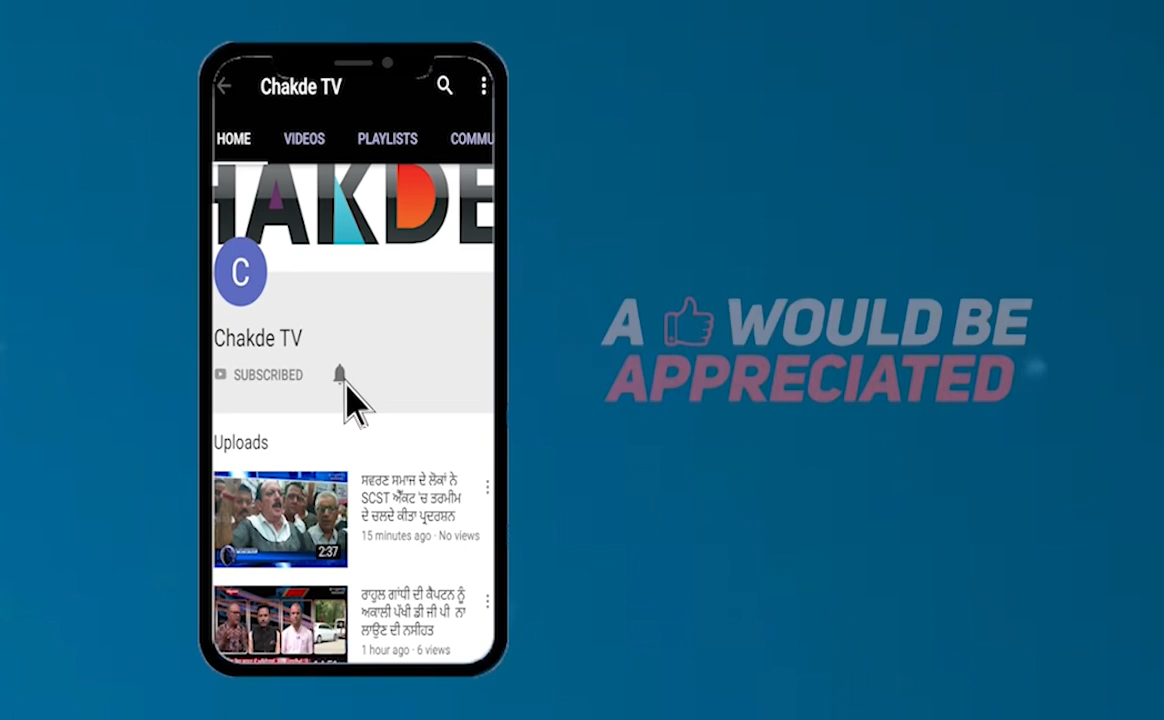 Chakde TV
HOME VIDEOS PLAYLISTS COMMU
HAKDE
C
Chakde TV
SUBSCRIBED
Uploads
ਸਵਰਣ ਸਮਾਜ ਦੇ ਲੋਕਾਂ ਨੇ
SCST ਐਕਟ 'ਚ ਤਰਮੀਮ
ਦੇ ਚਲਦੇ ਕੀਤਾ ਪ੍ਰਦਰਸ਼ਨ
15 minutes ago · No views
2:37
ਰਾਹੁਲ ਗਾਂਧੀ ਦੀ ਕੈਪਟਨ ਨੂੰ
ਅਕਾਲੀ ਪੱਖੀ ਡੀ ਜੀ ਪੀ ਨਾ
ਲਾਉਣ ਦੀ ਨਸੀਹਤ
1 hour ago · 6 views
A WOULD BE
APPRECIATED